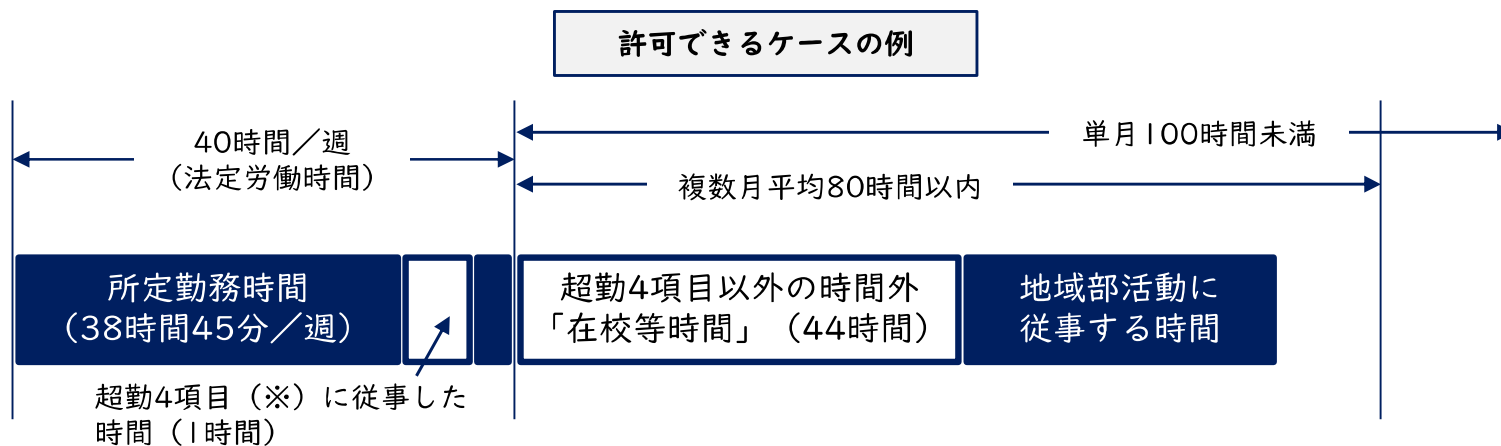 許可できるケースの例
40時間／週
（法定労働時間）
単月100時間未満
複数月平均80時間以内
所定勤務時間
（38時間45分／週）
超勤4項目以外の時間外
「在校等時間」（44時間）
地域部活動に
従事する時間
超勤4項目（※）に従事した
時間（1時間）